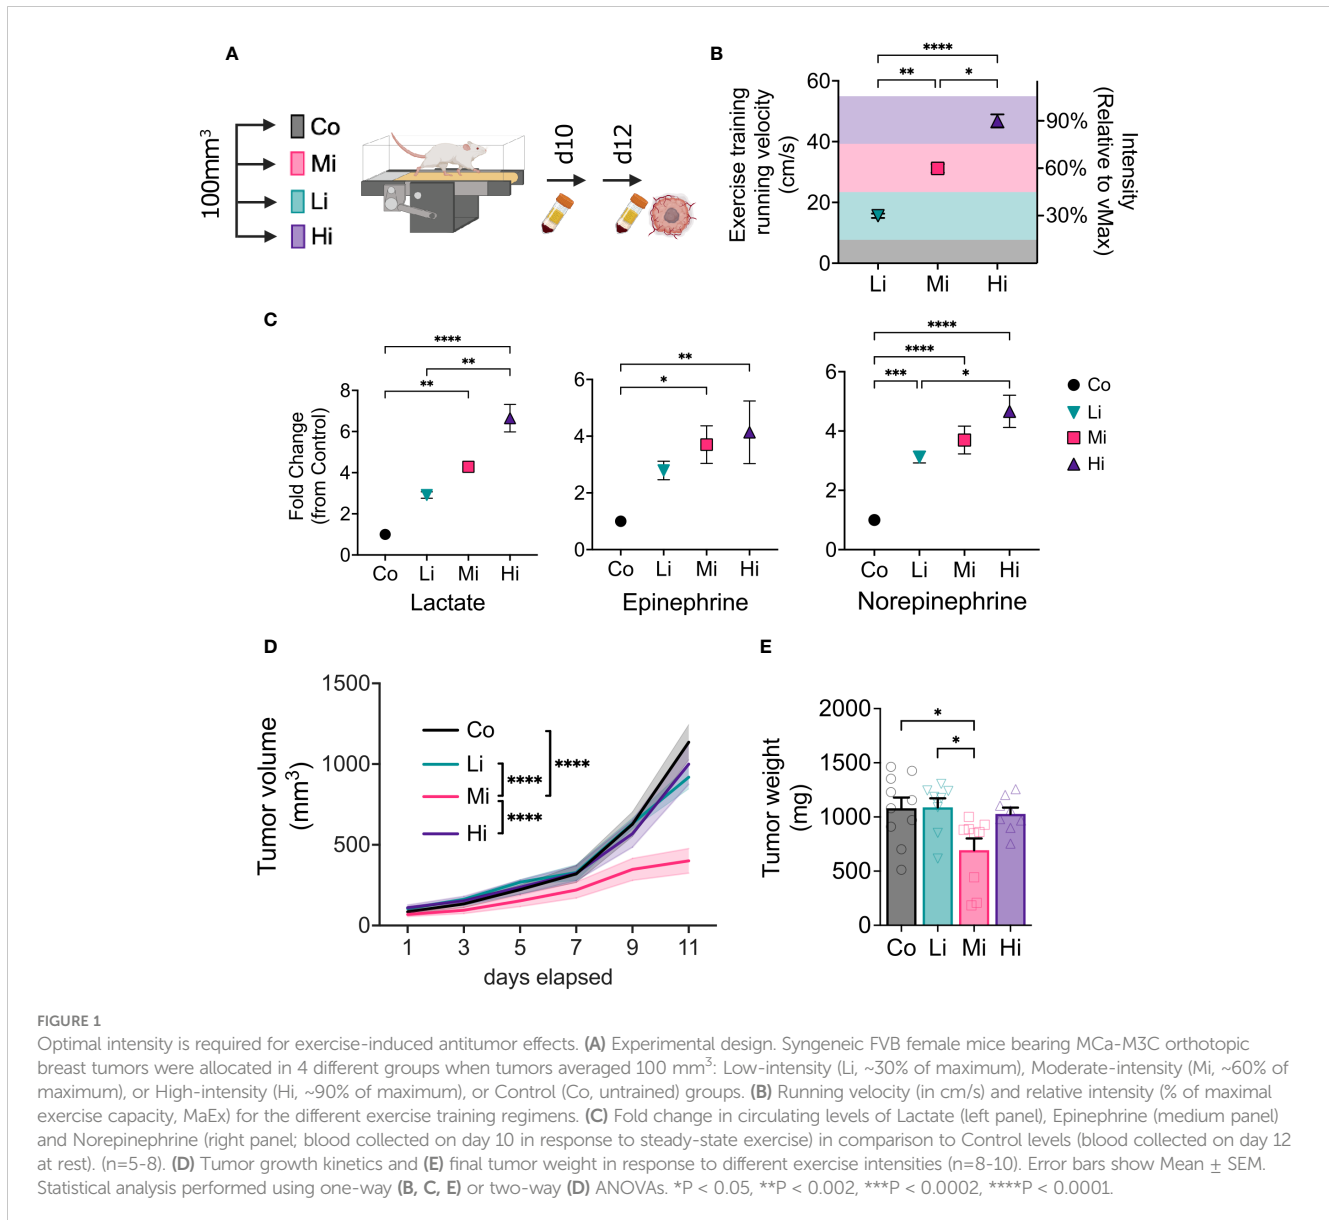 A
100mm³
Co
Mi
Li
Hi
d10
d12
B
Exercise training
running velocity
(cm/s)
60
40
20
0
Li
Mi
Hi
****
**
*
90%
60%
30%
Intensity
(Relative to vMax)
C
Fold Change
(from Control)
8
6
4
2
0
****
**
**
Co
Li
Mi
Hi
Lactate
6
4
2
0
**
*
Co
Li
Mi
Hi
Epinephrine
6
4
2
0
****
****
***
*
Co
Li
Mi
Hi
Norepinephrine
Co
Li
Mi
Hi
D
Tumor volume
(mm³)
1500
1000
500
0
Co
Li
Mi
Hi
****
****
****
1
3
5
7
9
11
days elapsed
E
Tumor weight
(mg)
2000
1500
1000
500
0
*
*
Co
Li
Mi
Hi
FIGURE 1
Optimal intensity is required for exercise-induced antitumor effects. (A) Experimental design. Syngeneic FVB female mice bearing MCa-M3C orthotopic
breast tumors were allocated in 4 different groups when tumors averaged 100 mm³: Low-intensity (Li, ~30% of maximum), Moderate-intensity (Mi, ~60% of
maximum), or High-intensity (Hi, ~90% of maximum), or Control (Co, untrained) groups. (B) Running velocity (in cm/s) and relative intensity (% of maximal
exercise capacity, MaEx) for the different exercise training regimens. (C) Fold change in circulating levels of Lactate (left panel), Epinephrine (medium panel)
and Norepinephrine (right panel; blood collected on day 10 in response to steady-state exercise) in comparison to Control levels (blood collected on day 12
at rest). (n=5-8). (D) Tumor growth kinetics and (E) final tumor weight in response to different exercise intensities (n=8-10). Error bars show Mean ± SEM.
Statistical analysis performed using one-way (B, C, E) or two-way (D) ANOVAs. *P < 0.05, **P < 0.002, ***P < 0.0002, ****P < 0.0001.